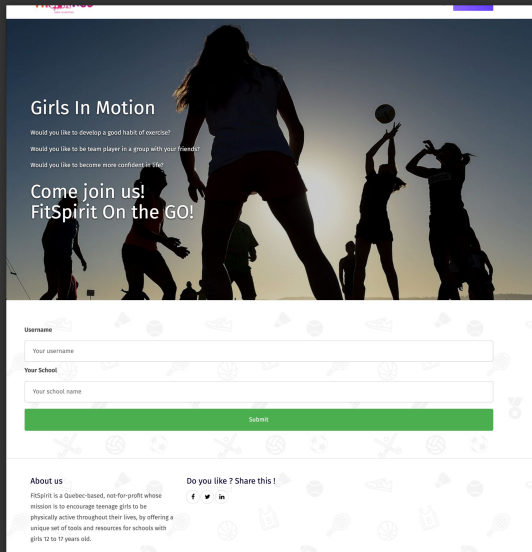 Girls In Motion
Would you like to develop a good habit of exercise?
Would you like to be team player in a group with your friends?
Would you like to become more confident in life?
Come join us!
FitSpirit On the GO!
Username
Your username
Your School
Your school name
Submit
About us
FitSpirit is a Quebec-based, not-for-profit whose
mission is to encourage teenage girls to be
physically active throughout their lives, by offering a
unique set of tools and resources for schools with
girls 12 to 17 years old.
Do you like ? Share this !